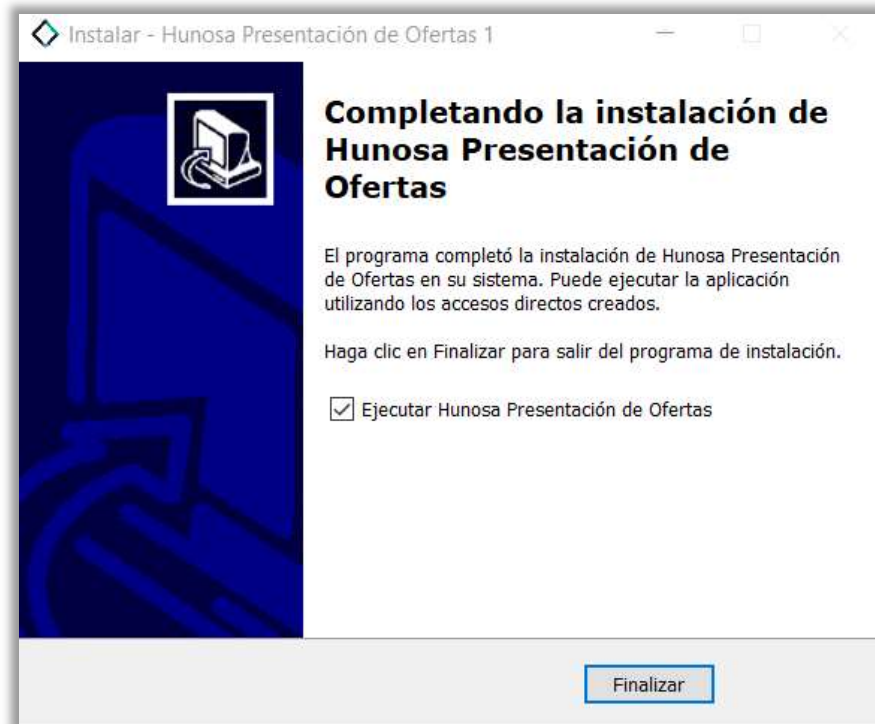 Instalar - Hunosa Presentación de Ofertas 1
Completando la instalación de
Hunosa Presentación de
Ofertas
El programa completó la instalación de Hunosa Presentación
de Ofertas en su sistema. Puede ejecutar la aplicación
utilizando los accesos directos creados.
Haga clic en Finalizar para salir del programa de instalación.
Ejecutar Hunosa Presentación de Ofertas
Finalizar